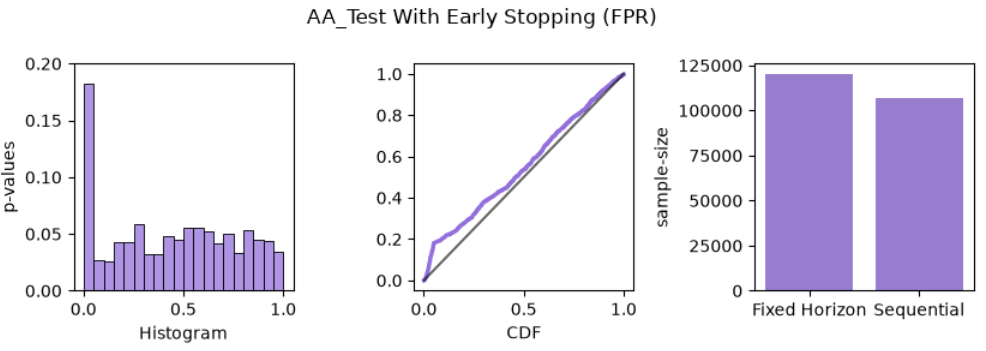 AA_Test With Early Stopping (FPR)
p-values
0.20
0.15
0.10
0.05
0.00
0.0 0.5 1.0
Histogram
1.0
0.8
0.6
0.4
0.2
0.0
0.0 0.5 1.0
CDF
sample-size
125000
100000
75000
50000
25000
0
Fixed Horizon Sequential